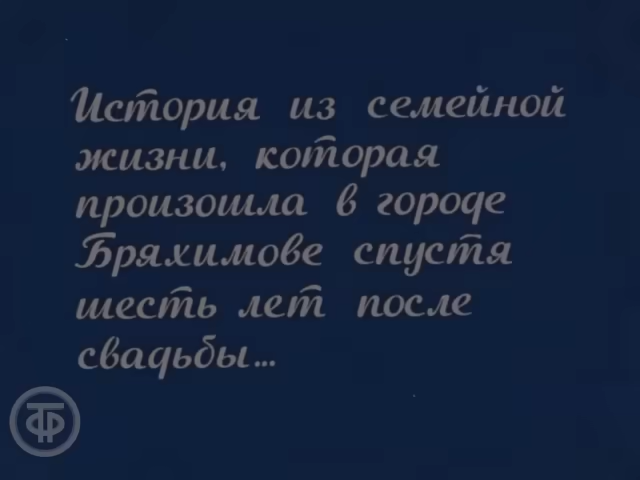 История из семейной
жизни, которая
произошла в городе
Бряхимове спустя
шесть лет после
свадьбы...